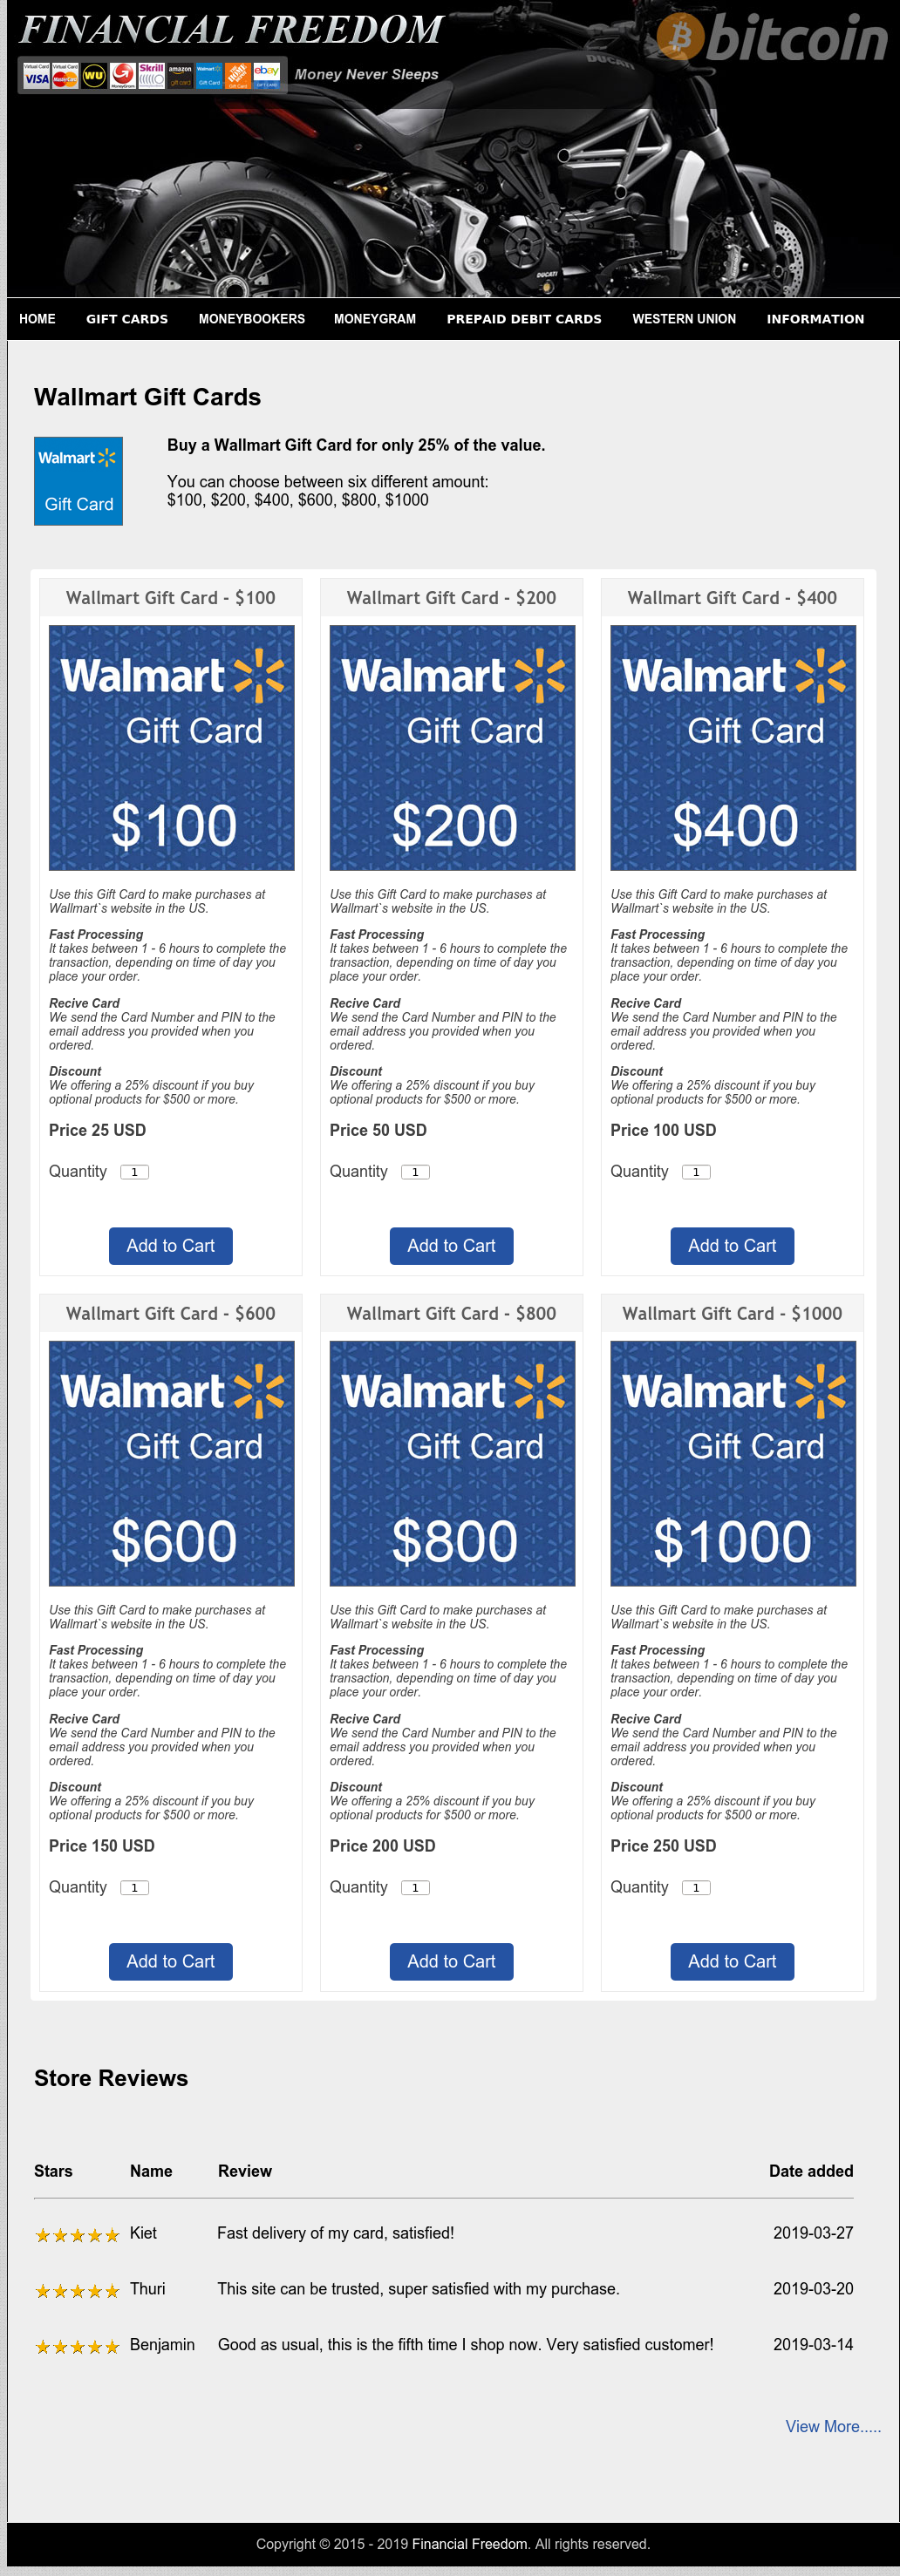 FINANCIAL FREEDOM
bitcoin
Virtual Card Virtual Card Skrill amazon Walmart ebay
VISA MasterCard WU MoneyGram gift card Gift Card Gift Card GIFT CARD
Money Never Sleeps
DUCATI
DUCATI
HOME GIFT CARDS MONEYBOOKERS MONEYGRAM PREPAID DEBIT CARDS WESTERN UNION INFORMATION
Wallmart Gift Cards
Walmart
Gift Card
Buy a Wallmart Gift Card for only 25% of the value.
You can choose between six different amount:
$100, $200, $400, $600, $800, $1000
Wallmart Gift Card - $100
Walmart
Gift Card
$100
Use this Gift Card to make purchases at
Wallmart`s website in the US.
Fast Processing
It takes between 1 - 6 hours to complete the
transaction, depending on time of day you
place your order.
Recive Card
We send the Card Number and PIN to the
email address you provided when you
ordered.
Discount
We offering a 25% discount if you buy
optional products for $500 or more.
Price 25 USD
Quantity 1
Add to Cart
Wallmart Gift Card - $200
Walmart
Gift Card
$200
Use this Gift Card to make purchases at
Wallmart`s website in the US.
Fast Processing
It takes between 1 - 6 hours to complete the
transaction, depending on time of day you
place your order.
Recive Card
We send the Card Number and PIN to the
email address you provided when you
ordered.
Discount
We offering a 25% discount if you buy
optional products for $500 or more.
Price 50 USD
Quantity 1
Add to Cart
Wallmart Gift Card - $400
Walmart
Gift Card
$400
Use this Gift Card to make purchases at
Wallmart`s website in the US.
Fast Processing
It takes between 1 - 6 hours to complete the
transaction, depending on time of day you
place your order.
Recive Card
We send the Card Number and PIN to the
email address you provided when you
ordered.
Discount
We offering a 25% discount if you buy
optional products for $500 or more.
Price 100 USD
Quantity 1
Add to Cart
Wallmart Gift Card - $600
Walmart
Gift Card
$600
Use this Gift Card to make purchases at
Wallmart`s website in the US.
Fast Processing
It takes between 1 - 6 hours to complete the
transaction, depending on time of day you
place your order.
Recive Card
We send the Card Number and PIN to the
email address you provided when you
ordered.
Discount
We offering a 25% discount if you buy
optional products for $500 or more.
Price 150 USD
Quantity 1
Add to Cart
Wallmart Gift Card - $800
Walmart
Gift Card
$800
Use this Gift Card to make purchases at
Wallmart`s website in the US.
Fast Processing
It takes between 1 - 6 hours to complete the
transaction, depending on time of day you
place your order.
Recive Card
We send the Card Number and PIN to the
email address you provided when you
ordered.
Discount
We offering a 25% discount if you buy
optional products for $500 or more.
Price 200 USD
Quantity 1
Add to Cart
Wallmart Gift Card - $1000
Walmart
Gift Card
$1000
Use this Gift Card to make purchases at
Wallmart`s website in the US.
Fast Processing
It takes between 1 - 6 hours to complete the
transaction, depending on time of day you
place your order.
Recive Card
We send the Card Number and PIN to the
email address you provided when you
ordered.
Discount
We offering a 25% discount if you buy
optional products for $500 or more.
Price 250 USD
Quantity 1
Add to Cart
Store Reviews
Stars Name Review Date added
Kiet Fast delivery of my card, satisfied! 2019-03-27
Thuri This site can be trusted, super satisfied with my purchase. 2019-03-20
Benjamin Good as usual, this is the fifth time I shop now. Very satisfied customer! 2019-03-14
View More.....
Copyright © 2015 - 2019 Financial Freedom. All rights reserved.